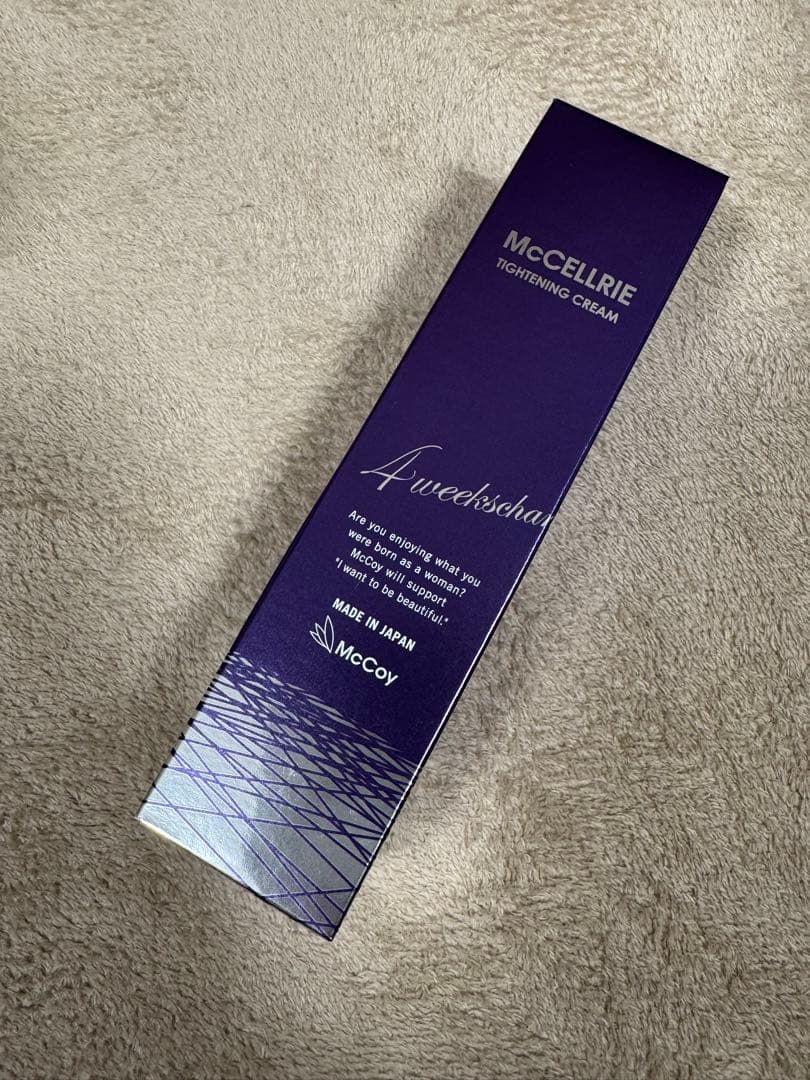 McCELLRIE
TIGHTENING CREAM
4weekscha
Are you enjoying what you
were born as a woman?
McCoy will support
"I want to be beautiful."
MADE IN JAPAN
McCoy